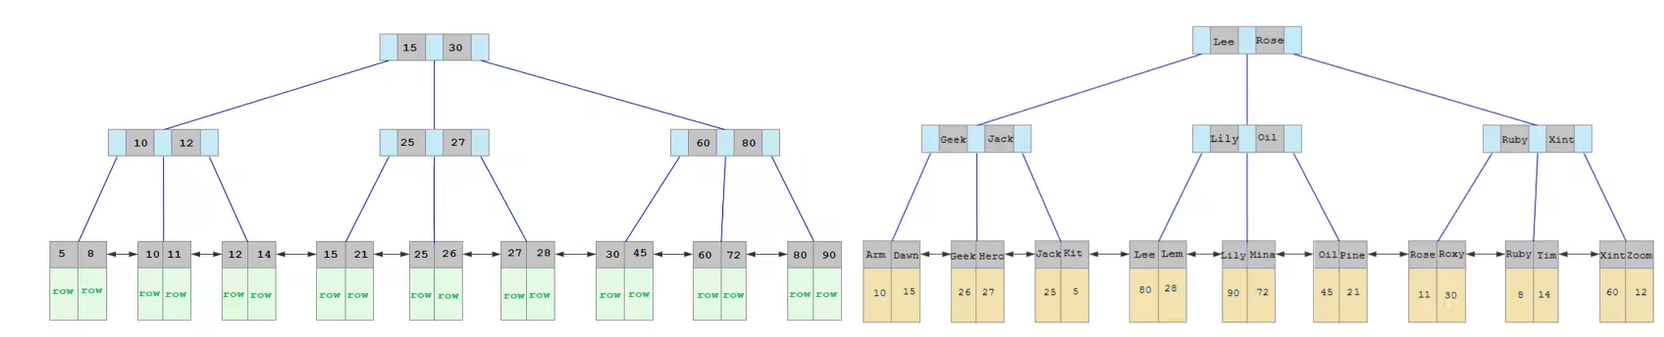 15 30
Lee Rose
10 12
25 27
60 80
Geek Jack
Lily Oil
Ruby Xint
5 8
10 11
12 14
15 21
25 26
27 28
30 45
60 72
80 90
Arm Dawn
Geek Hero
Jack Kit
Lee Lem
Lily Mina
Oil Pine
Rose Roxy
Ruby Tim
Xint Zoom
row row
row row
row row
row row
row row
row row
row row
row row
row row
10 15
26 27
25 5
80 28
90 72
45 21
11 30
8 14
60 12